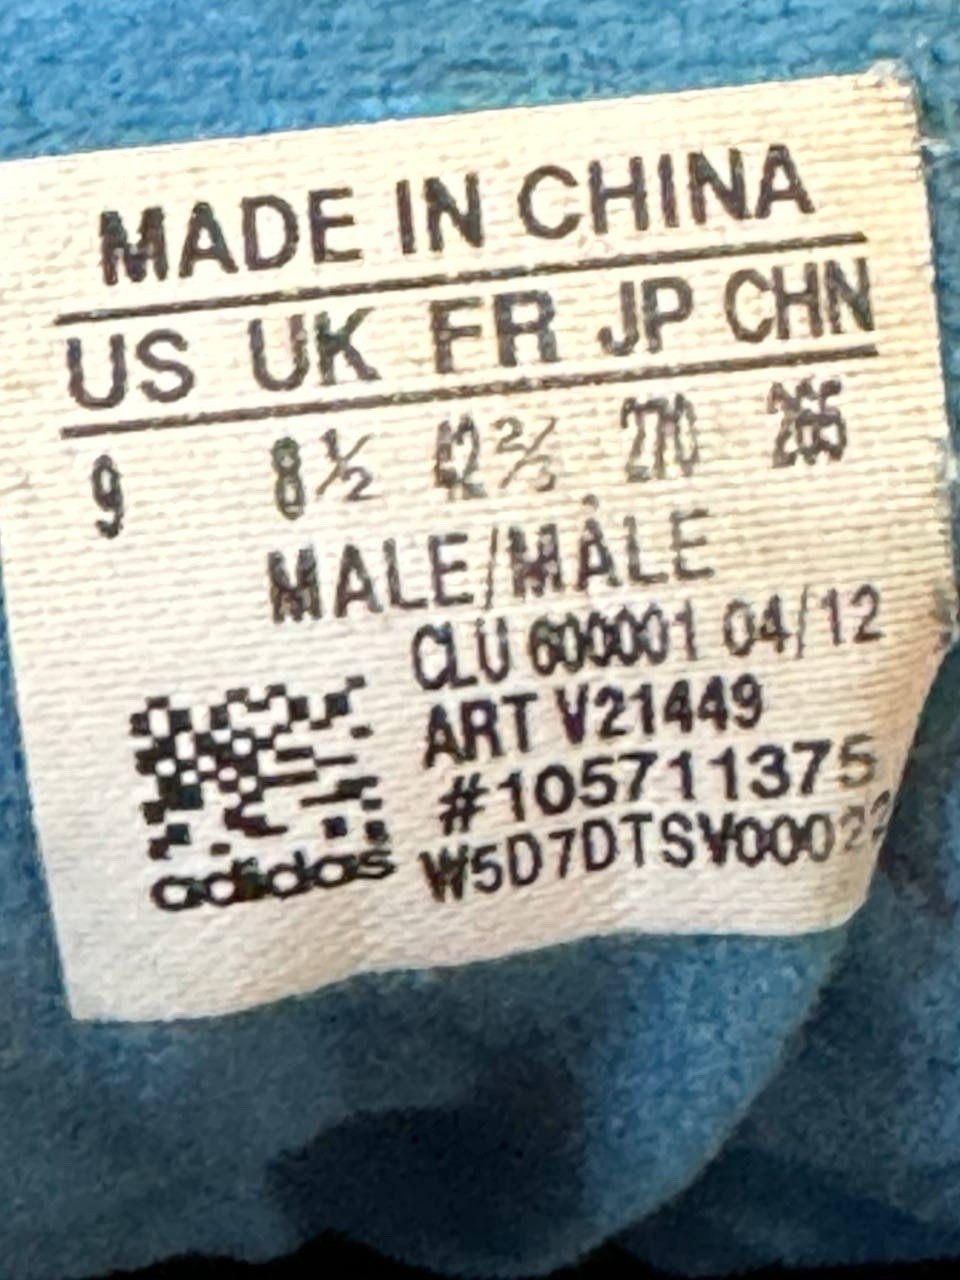 MADE IN CHINA
US UK FR JP CHN
9 8½ 42⅔ 270 265
MALE/MÂLE
CLU 600001 04/12
ART V21449
#105711375
adidas